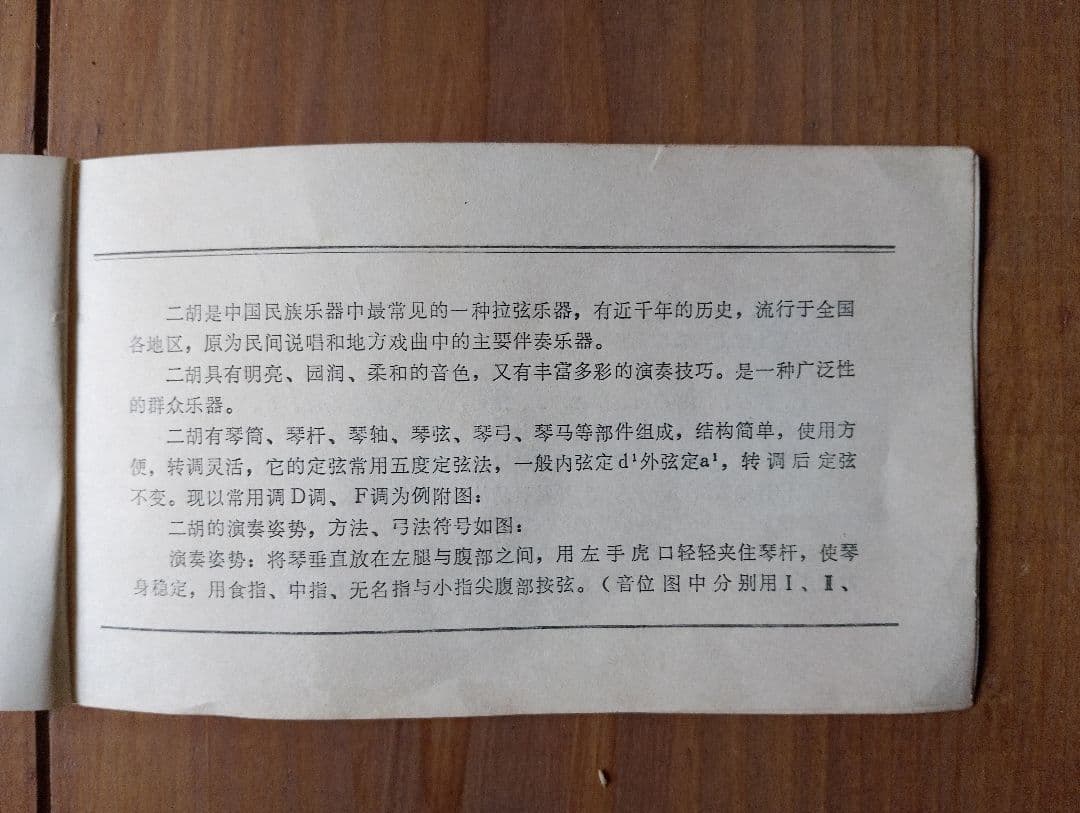 二胡是中国民族乐器中最常见的一种拉弦乐器，有近千年的历史，流行于全国
各地区，原为民间说唱和地方戏曲中的主要伴奏乐器。
二胡具有明亮、园润、柔和的音色，又有丰富多彩的演奏技巧。是一种广泛性
的群众乐器。
二胡有琴筒、琴杆、琴轴、琴弦、琴弓、琴马等部件组成，结构简单，使用方
便，转调灵活，它的定弦常用五度定弦法，一般内弦定d¹外弦定a¹，转调后定弦
不变。现以常用调D调、F调为例附图：
二胡的演奏姿势，方法、弓法符号如图：
演奏姿势：将琴垂直放在左腿与腹部之间，用左手虎口轻轻夹住琴杆，使琴
身稳定，用食指、中指、无名指与小指尖腹部按弦。（音位图中分别用Ⅰ、Ⅱ、